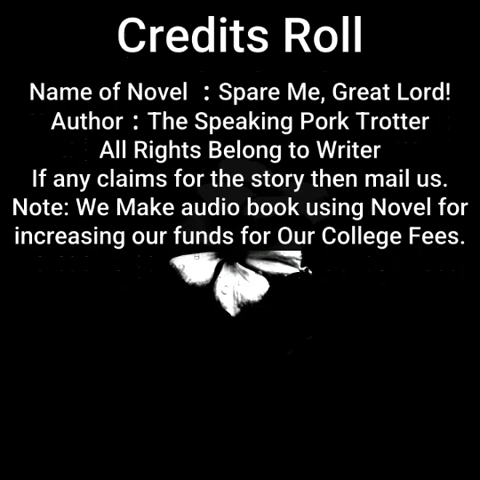 Credits Roll
Name of Novel ：Spare Me, Great Lord!
Author：The Speaking Pork Trotter
All Rights Belong to Writer
If any claims for the story then mail us.
Note: We Make audio book using Novel for
increasing our funds for Our College Fees.